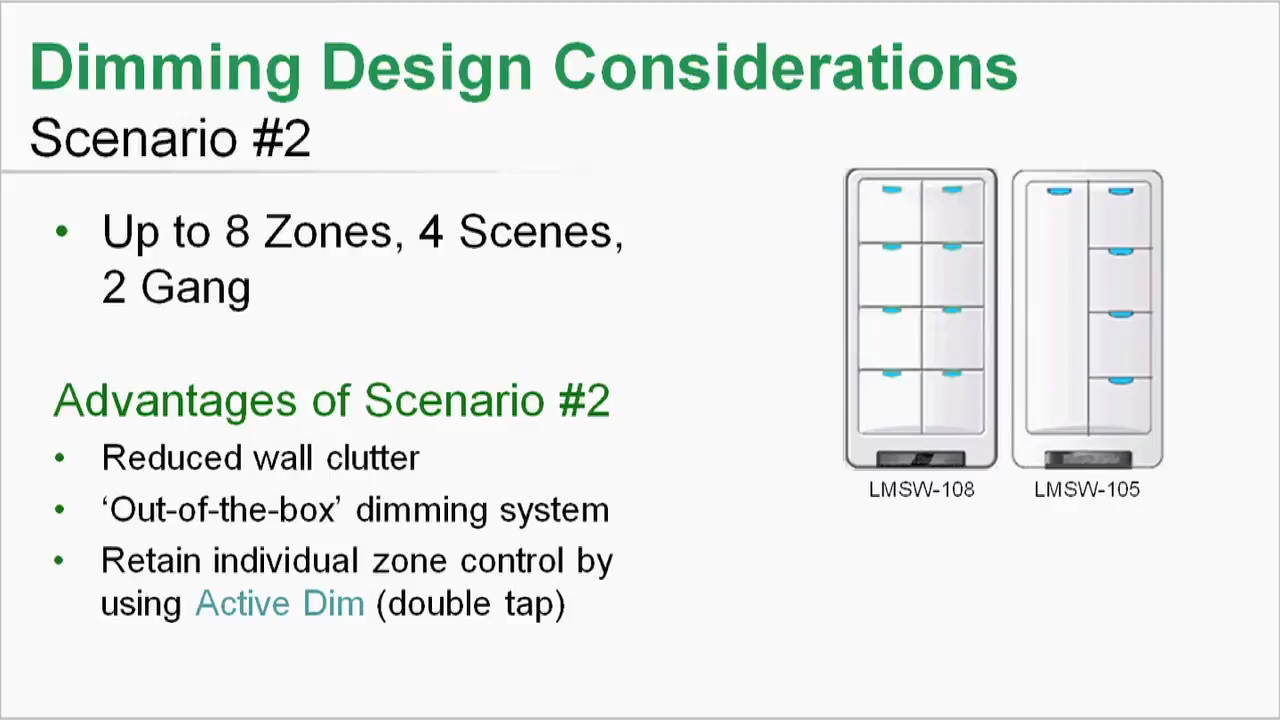 Dimming Design Considerations
Scenario #2
• Up to 8 Zones, 4 Scenes,
2 Gang
Advantages of Scenario #2
• Reduced wall clutter
• ‘Out-of-the-box’ dimming system
• Retain individual zone control by
using Active Dim (double tap)
LMSW-108
LMSW-105